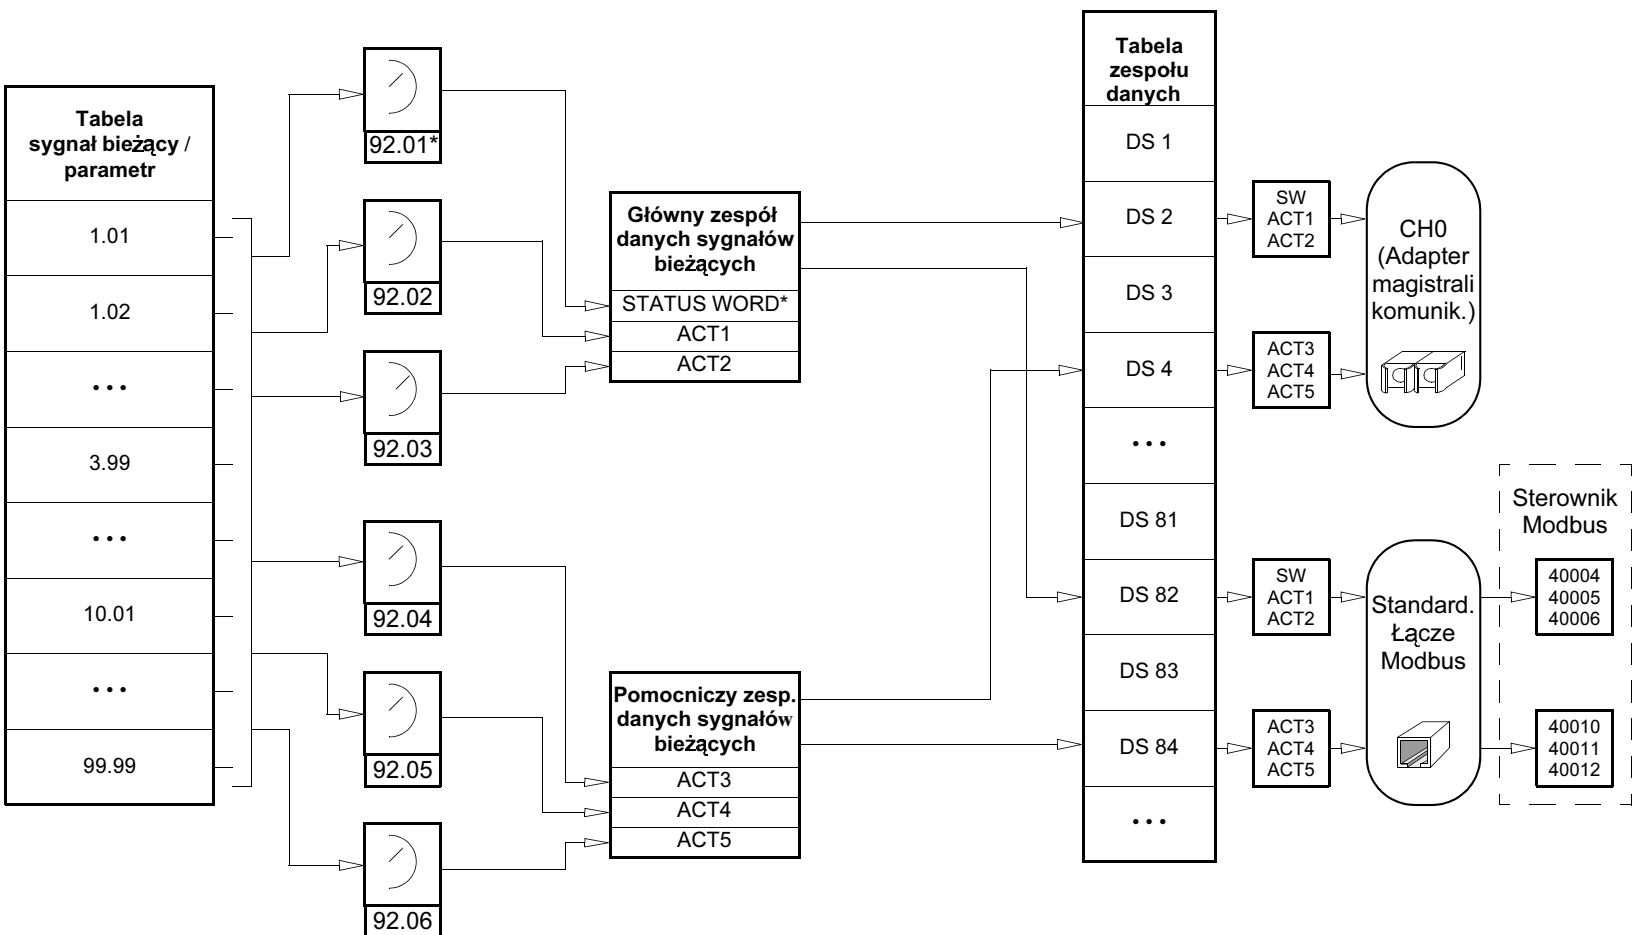 Tabela
sygnał bieżący /
parametr
1.01
1.02
...
3.99
...
10.01
...
99.99
92.01*
92.02
92.03
92.04
92.05
92.06
Główny zespół
danych sygnałów
bieżących
STATUS WORD*
ACT1
ACT2
Pomocniczy zesp.
danych sygnałów
bieżących
ACT3
ACT4
ACT5
Tabela
zespołu
danych
DS 1
DS 2
DS 3
DS 4
...
DS 81
DS 82
DS 83
DS 84
...
SW
ACT1
ACT2
ACT3
ACT4
ACT5
SW
ACT1
ACT2
ACT3
ACT4
ACT5
CH0
(Adapter
magistrali
komunik.)
Standard.
Łącze
Modbus
Sterownik
Modbus
40004
40005
40006
40010
40011
40012